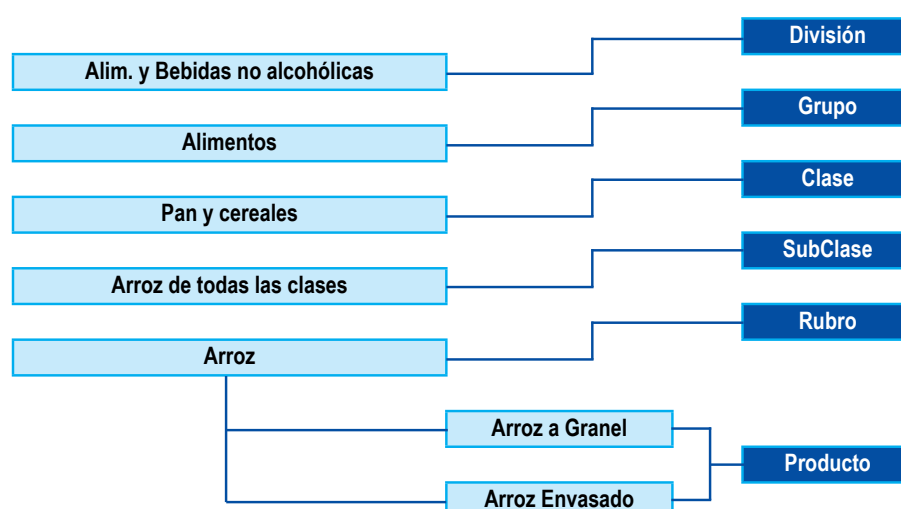 División
Alim. y Bebidas no alcohólicas
Grupo
Alimentos
Clase
Pan y cereales
SubClase
Arroz de todas las clases
Rubro
Arroz
Arroz a Granel
Producto
Arroz Envasado